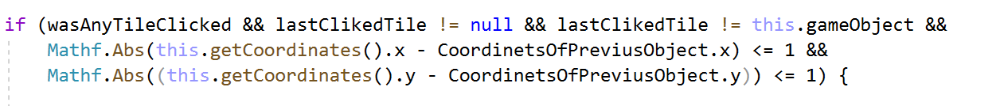 if (wasAnyTileClicked && lastClikedTile != null && lastClikedTile != this.gameObject &&
Mathf.Abs(this.getCoordinates().x - CoordinetsOfPreviusObject.x) <= 1 &&
Mathf.Abs((this.getCoordinates().y - CoordinetsOfPreviusObject.y)) <= 1) {